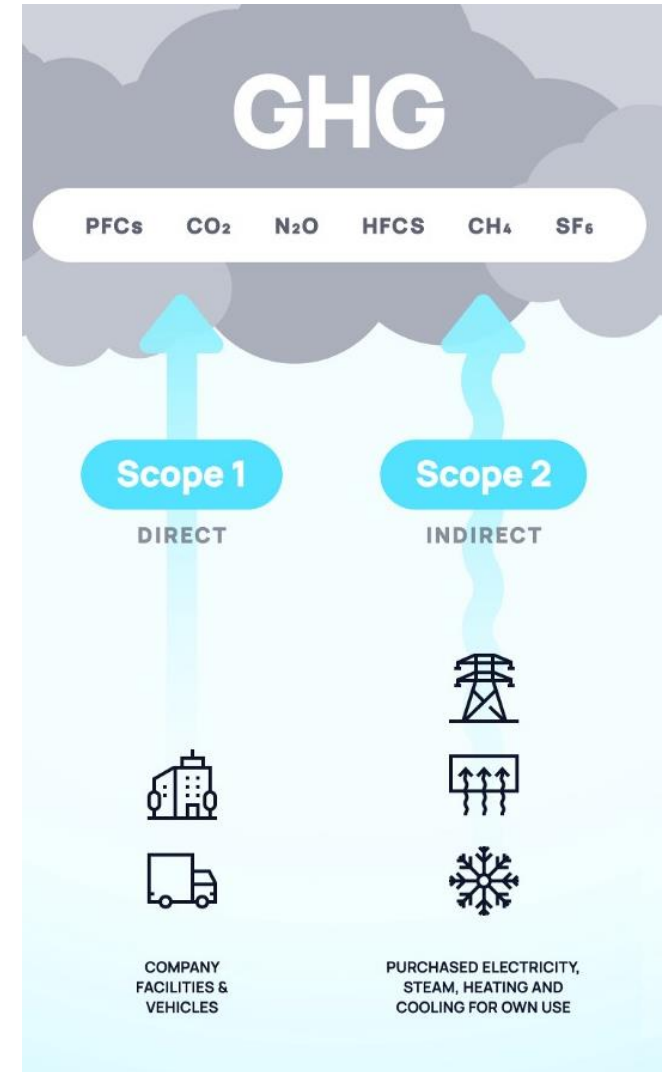 GHG
PFCs CO₂ N₂O HFCS CH₄ SF₆
Scope 1
DIRECT
Scope 2
INDIRECT
COMPANY
FACILITIES &
VEHICLES
PURCHASED ELECTRICITY,
STEAM, HEATING AND
COOLING FOR OWN USE